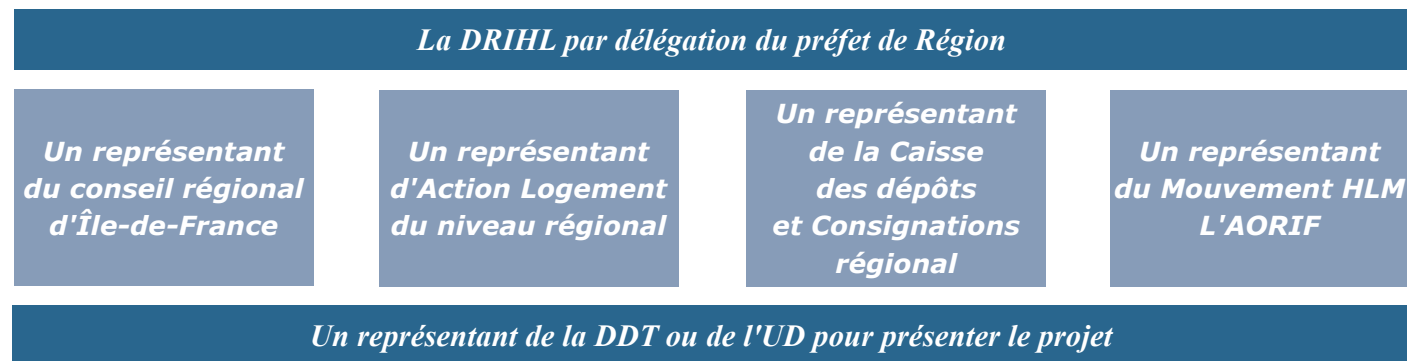 La DRIHL par délégation du préfet de Région
Un représentant
du conseil régional
d'Île-de-France
Un représentant
d'Action Logement
du niveau régional
Un représentant
de la Caisse
des dépôts
et Consignations
régional
Un représentant
du Mouvement HLM
L'AORIF
Un représentant de la DDT ou de l'UD pour présenter le projet